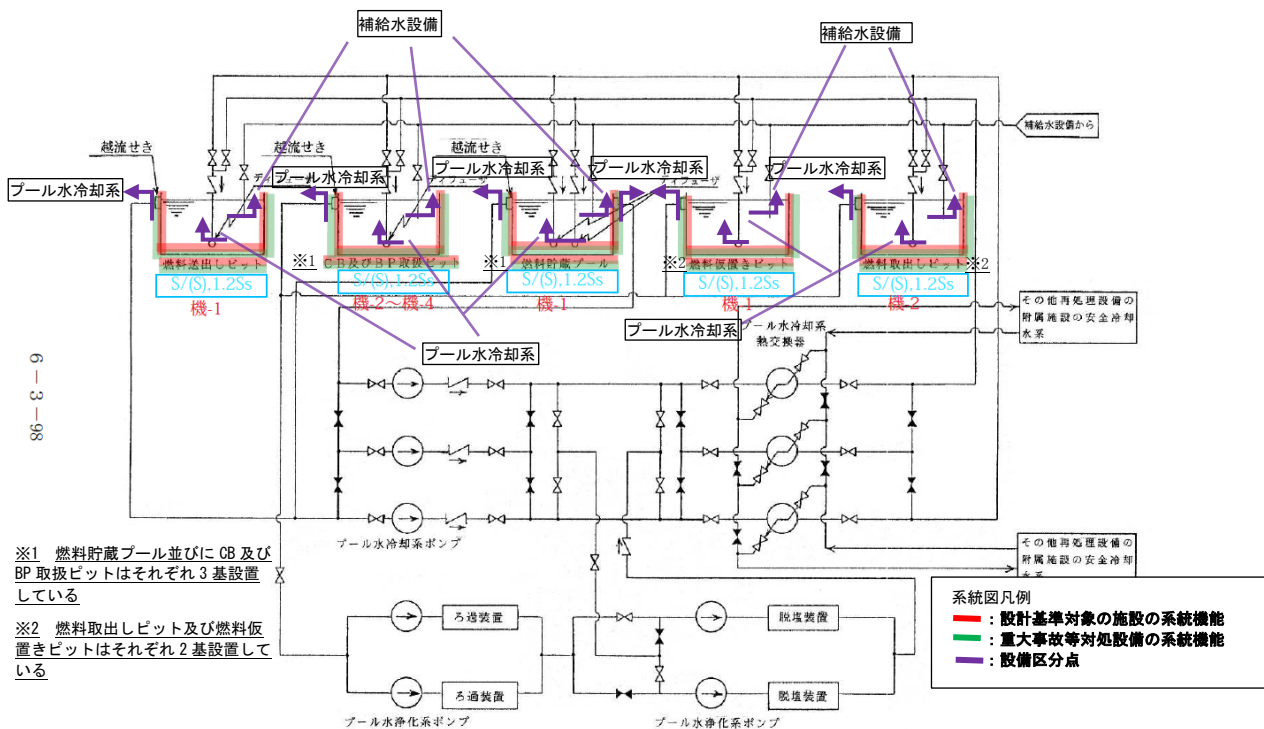 補給水設備
補給水設備
補給水設備から
越流せき
越流せき
越流せき
プール水冷却系
プール水冷却系
プール水冷却系
プール水冷却系
プール水冷却系
ディフューザ
燃料送出しピット
※1
CB及びBP取扱ピット
※1
燃料貯蔵プール
※2
燃料仮置きピット
燃料取出しピット
※2
S/(S),1.2Ss
S/(S),1.2Ss
S/(S),1.2Ss
S/(S),1.2Ss
S/(S),1.2Ss
機-1
機-2～機-4
機-1
機-1
機-2
プール水冷却系
プール水冷却系
プール水冷却系
熱交換器
その他再処理設備の
附属施設の安全冷却
水系
6－3－98
プール水冷却系ポンプ
その他再処理設備の
附属施設の安全冷却
水系
※1 燃料貯蔵プール並びに CB 及び
BP 取扱ピットはそれぞれ 3 基設置
している
※2 燃料取出しピット及び燃料仮
置きピットはそれぞれ 2 基設置して
いる
ろ過装置
脱塩装置
ろ過装置
脱塩装置
プール水浄化系ポンプ
プール水浄化系ポンプ
系統図凡例
：設計基準対象の施設の系統機能
：重大事故等対処設備の系統機能
：設備区分点